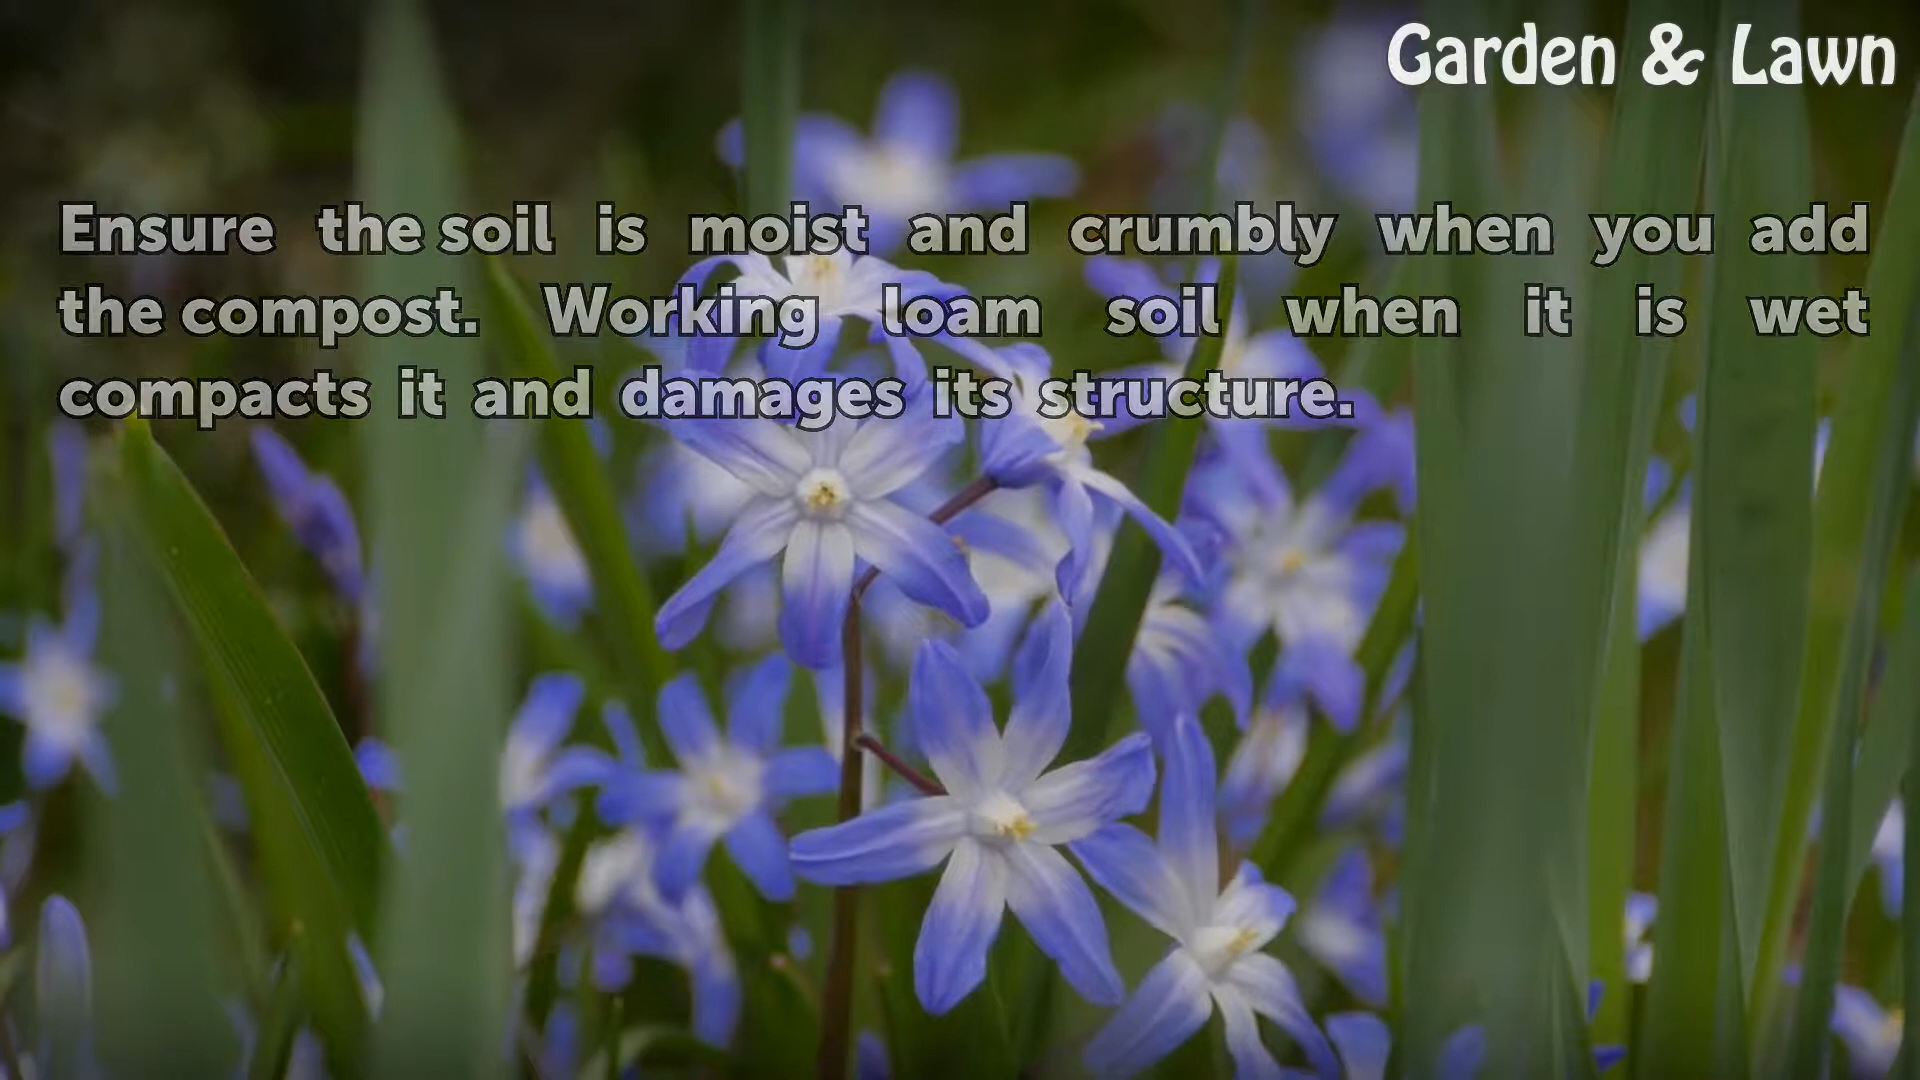 Garden & Lawn
Ensure the soil is moist and crumbly when you add
the compost. Working loam soil when it is wet
compacts it and damages its structure.